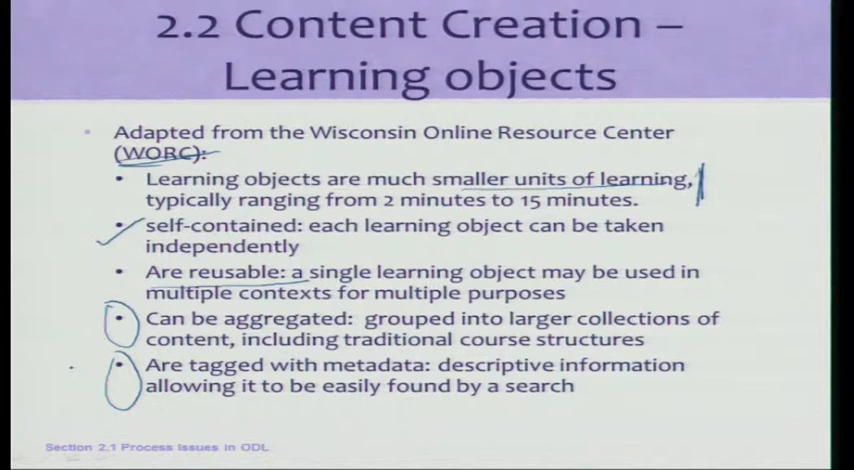 2.2 Content Creation –
Learning objects
• Adapted from the Wisconsin Online Resource Center
(WORC):
• Learning objects are much smaller units of learning,
typically ranging from 2 minutes to 15 minutes.
• self-contained: each learning object can be taken
independently
• Are reusable: a single learning object may be used in
multiple contexts for multiple purposes
• Can be aggregated: grouped into larger collections of
content, including traditional course structures
• Are tagged with metadata: descriptive information
allowing it to be easily found by a search
Section 2.1 Process Issues in ODL